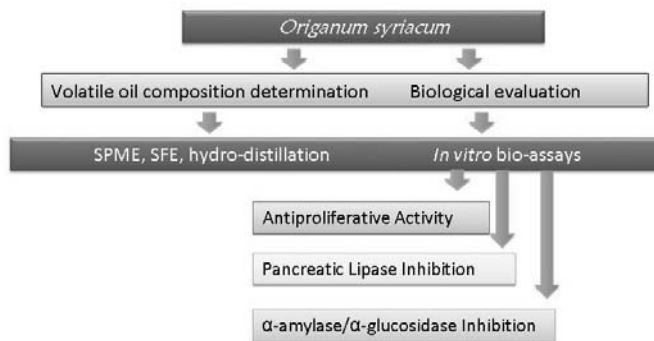 Origanum syriacum
Volatile oil composition determination Biological evaluation
SPME, SFE, hydro-distillation In vitro bio-assays
Antiproliferative Activity
Pancreatic Lipase Inhibition
α-amylase/α-glucosidase Inhibition